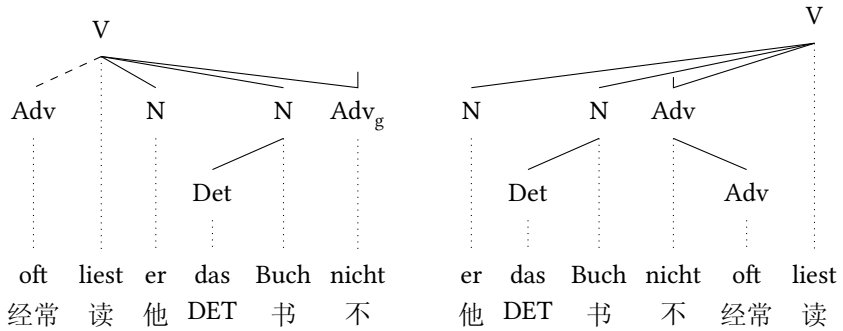 V
V
Adv N N Adv_g N N Adv
Det Det Adv
oft liest er das Buch nicht er das Buch nicht oft liest
经常 读 他 DET 书 不 他 DET 书 不 经常 读